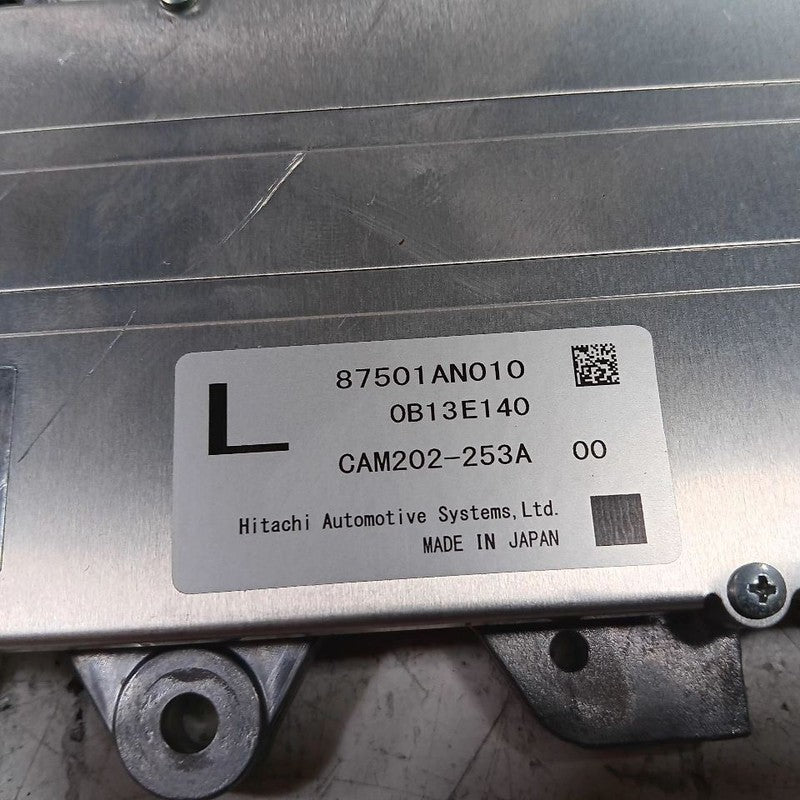 L
87501AN010
0B13E140
CAM202-253A 00
Hitachi Automotive Systems,Ltd.
MADE IN JAPAN